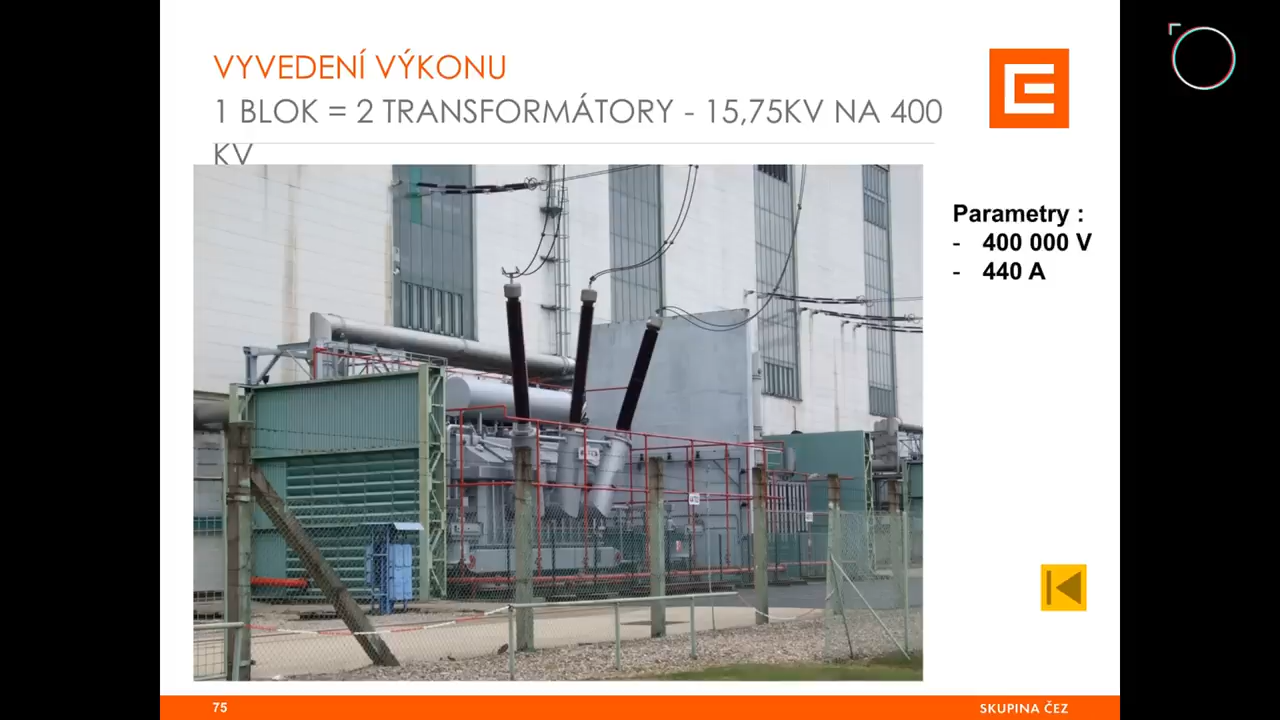 VYVEDENÍ VÝKONU
1 BLOK = 2 TRANSFORMÁTORY - 15,75KV NA 400
KV
Parametry :
- 400 000 V
- 440 A
75
SKUPINA ČEZ